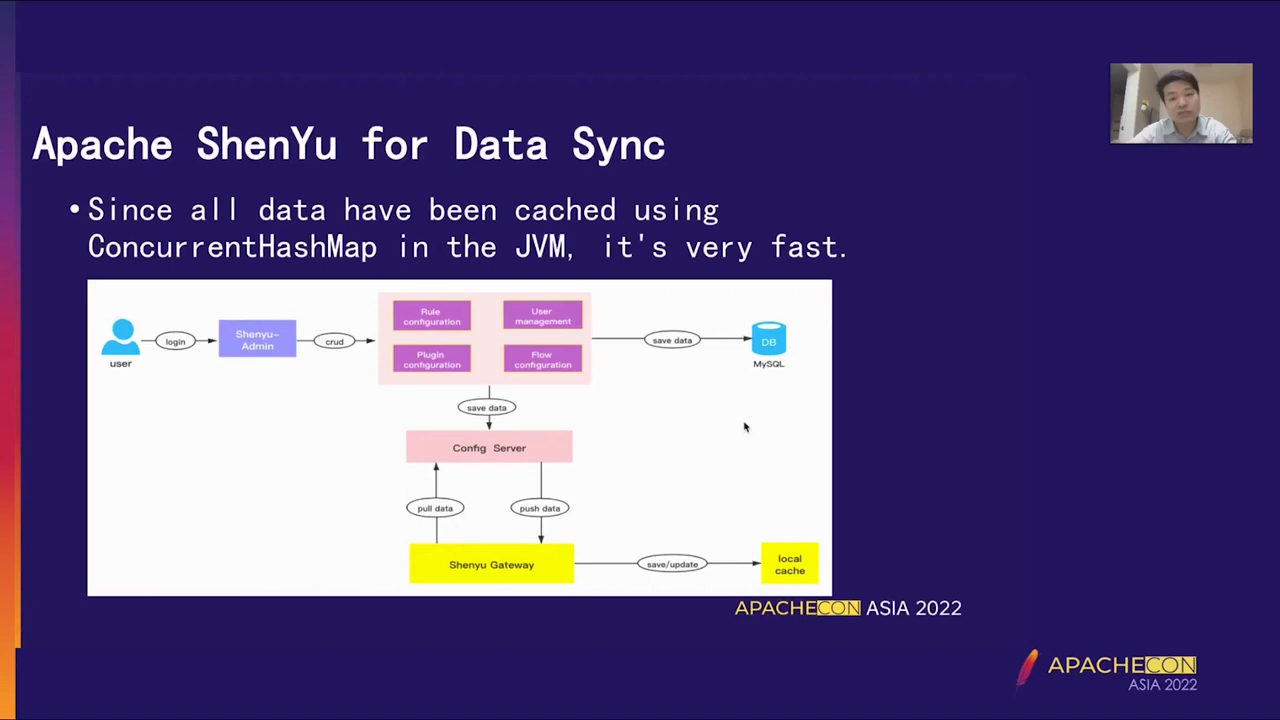 Apache ShenYu for Data Sync
• Since all data have been cached using
ConcurrentHashMap in the JVM, it's very fast.
user
login
Shenyu-
Admin
crud
Rule
configuration
User
management
Plugin
configuration
Flow
configuration
save data
DB
MySQL
save data
Config Server
pull data
push data
Shenyu Gateway
save/update
local
cache
APACHECON ASIA 2022
APACHECON
ASIA 2022